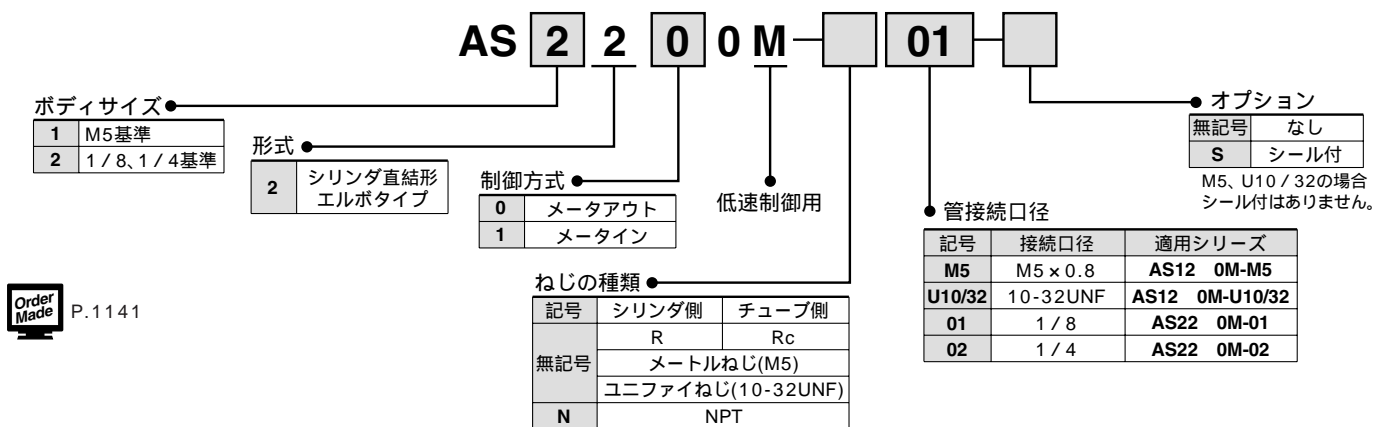 AS 2 2 0 0 M - 01 -
ボディサイズ
1 M5基準
2 1/8、1/4基準
形式
2 シリンダ直結形
エルボタイプ
制御方式
0 メータアウト
1 メータイン
低速制御用
オプション
無記号 なし
S シール付
M5、U10/32の場合
シール付はありません。
管接続口径
記号 接続口径 適用シリーズ
M5 M5×0.8 AS12 0M-M5
U10/32 10-32UNF AS12 0M-U10/32
01 1/8 AS22 0M-01
02 1/4 AS22 0M-02
ねじの種類
記号 シリンダ側 チューブ側
無記号 R Rc
メートルねじ(M5)
ユニファイねじ(10-32UNF)
N NPT
Order
Made
P.1141